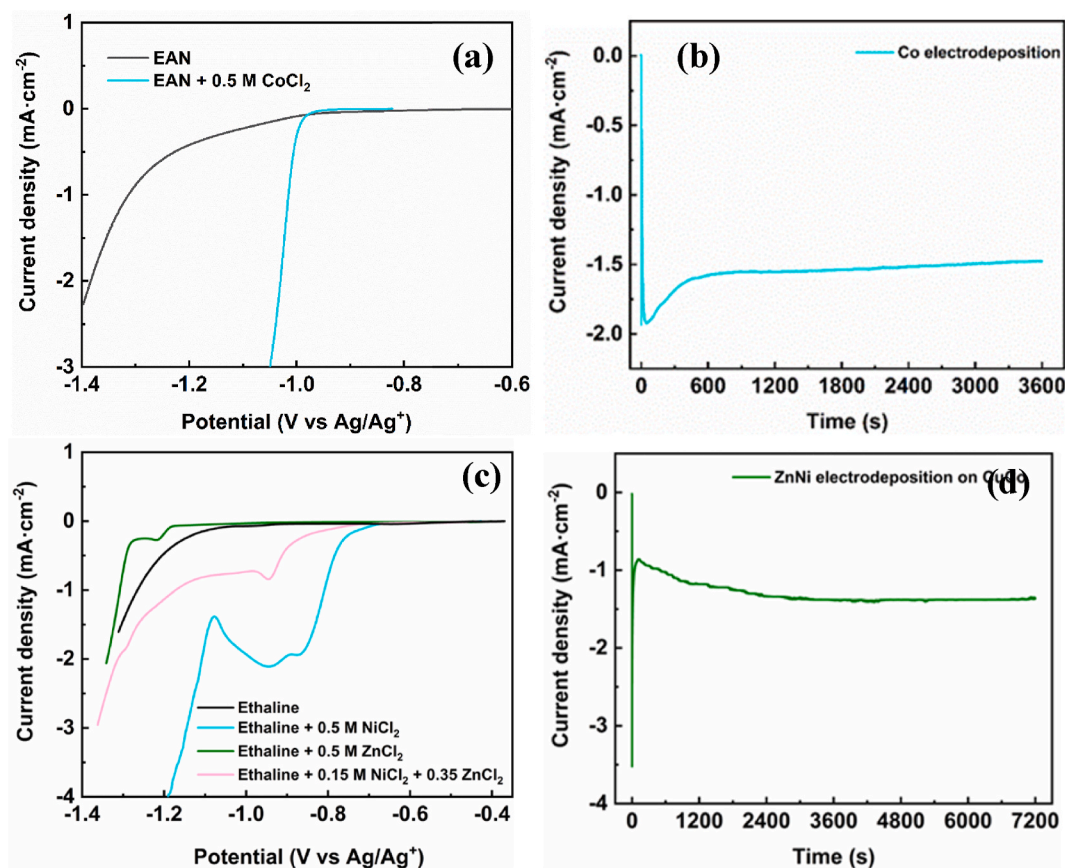 (a)
EAN
EAN + 0.5 M CoCl₂
1
0
-1
-2
-3
Current density (mA·cm⁻²)
-1.4 -1.2 -1.0 -0.8 -0.6
Potential (V vs Ag/Ag⁺)
(b)
Co electrodeposition
0.0
-0.5
-1.0
-1.5
-2.0
Current density (mA·cm⁻²)
0 600 1200 1800 2400 3000 3600
Time (s)
(c)
1
0
-1
-2
-3
-4
Current density (mA·cm⁻²)
Ethaline
Ethaline + 0.5 M NiCl₂
Ethaline + 0.5 M ZnCl₂
Ethaline + 0.15 M NiCl₂ + 0.35 ZnCl₂
-1.4 -1.2 -1.0 -0.8 -0.6 -0.4
Potential (V vs Ag/Ag⁺)
(d)
ZnNi electrodeposition on
0
-1
-2
-3
-4
Current density (mA·cm⁻²)
0 1200 2400 3600 4800 6000 7200
Time (s)